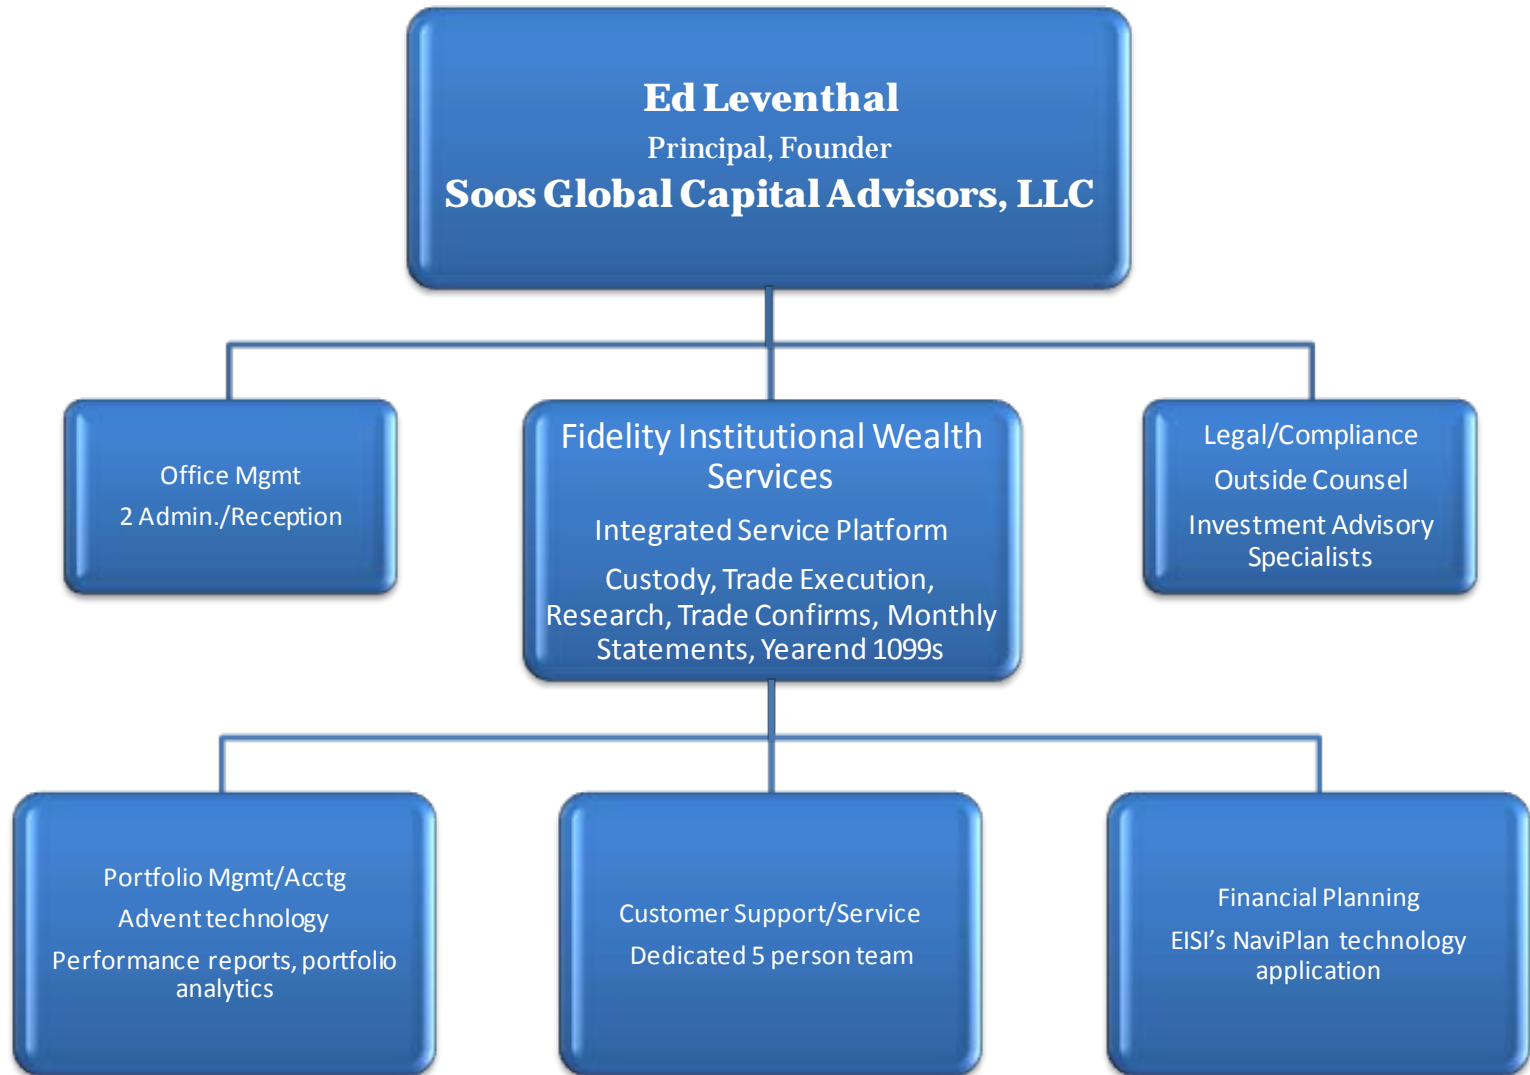 Ed Leventhal
Principal, Founder
Soos Global Capital Advisors, LLC
Office Mgmt
2 Admin./Reception
Fidelity Institutional Wealth
Services
Integrated Service Platform
Custody, Trade Execution,
Research, Trade Confirms, Monthly
Statements, Yearend 1099s
Legal/Compliance
Outside Counsel
Investment Advisory
Specialists
Portfolio Mgmt/Acctg
Advent technology
Performance reports, portfolio
analytics
Customer Support/Service
Dedicated 5 person team
Financial Planning
EISI’s NaviPlan technology
application